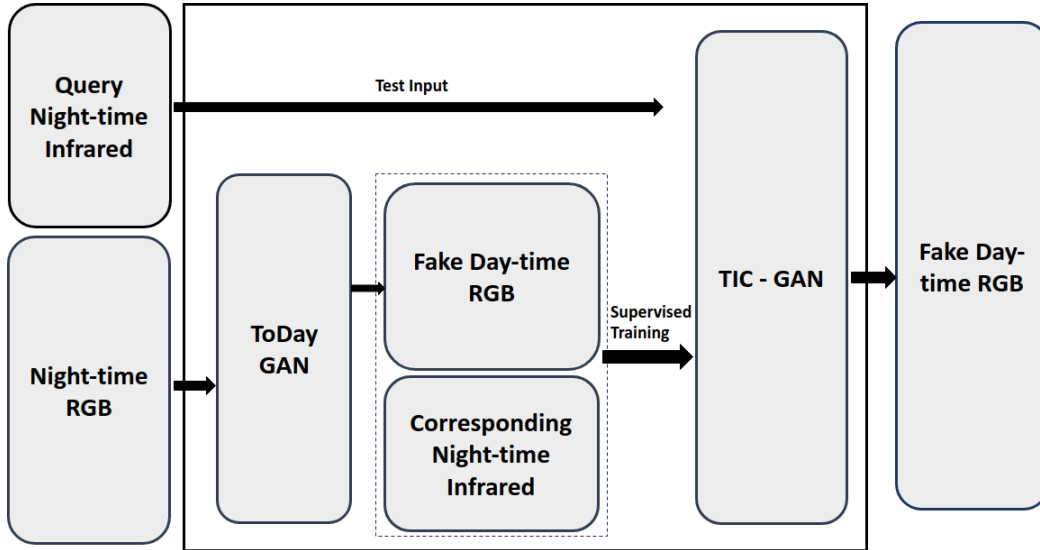 Query
Night-time
Infrared
Test Input
Night-time
RGB
ToDay
GAN
Fake Day-time
RGB
Corresponding
Night-time
Infrared
Supervised
Training
TIC - GAN
Fake Day-
time RGB